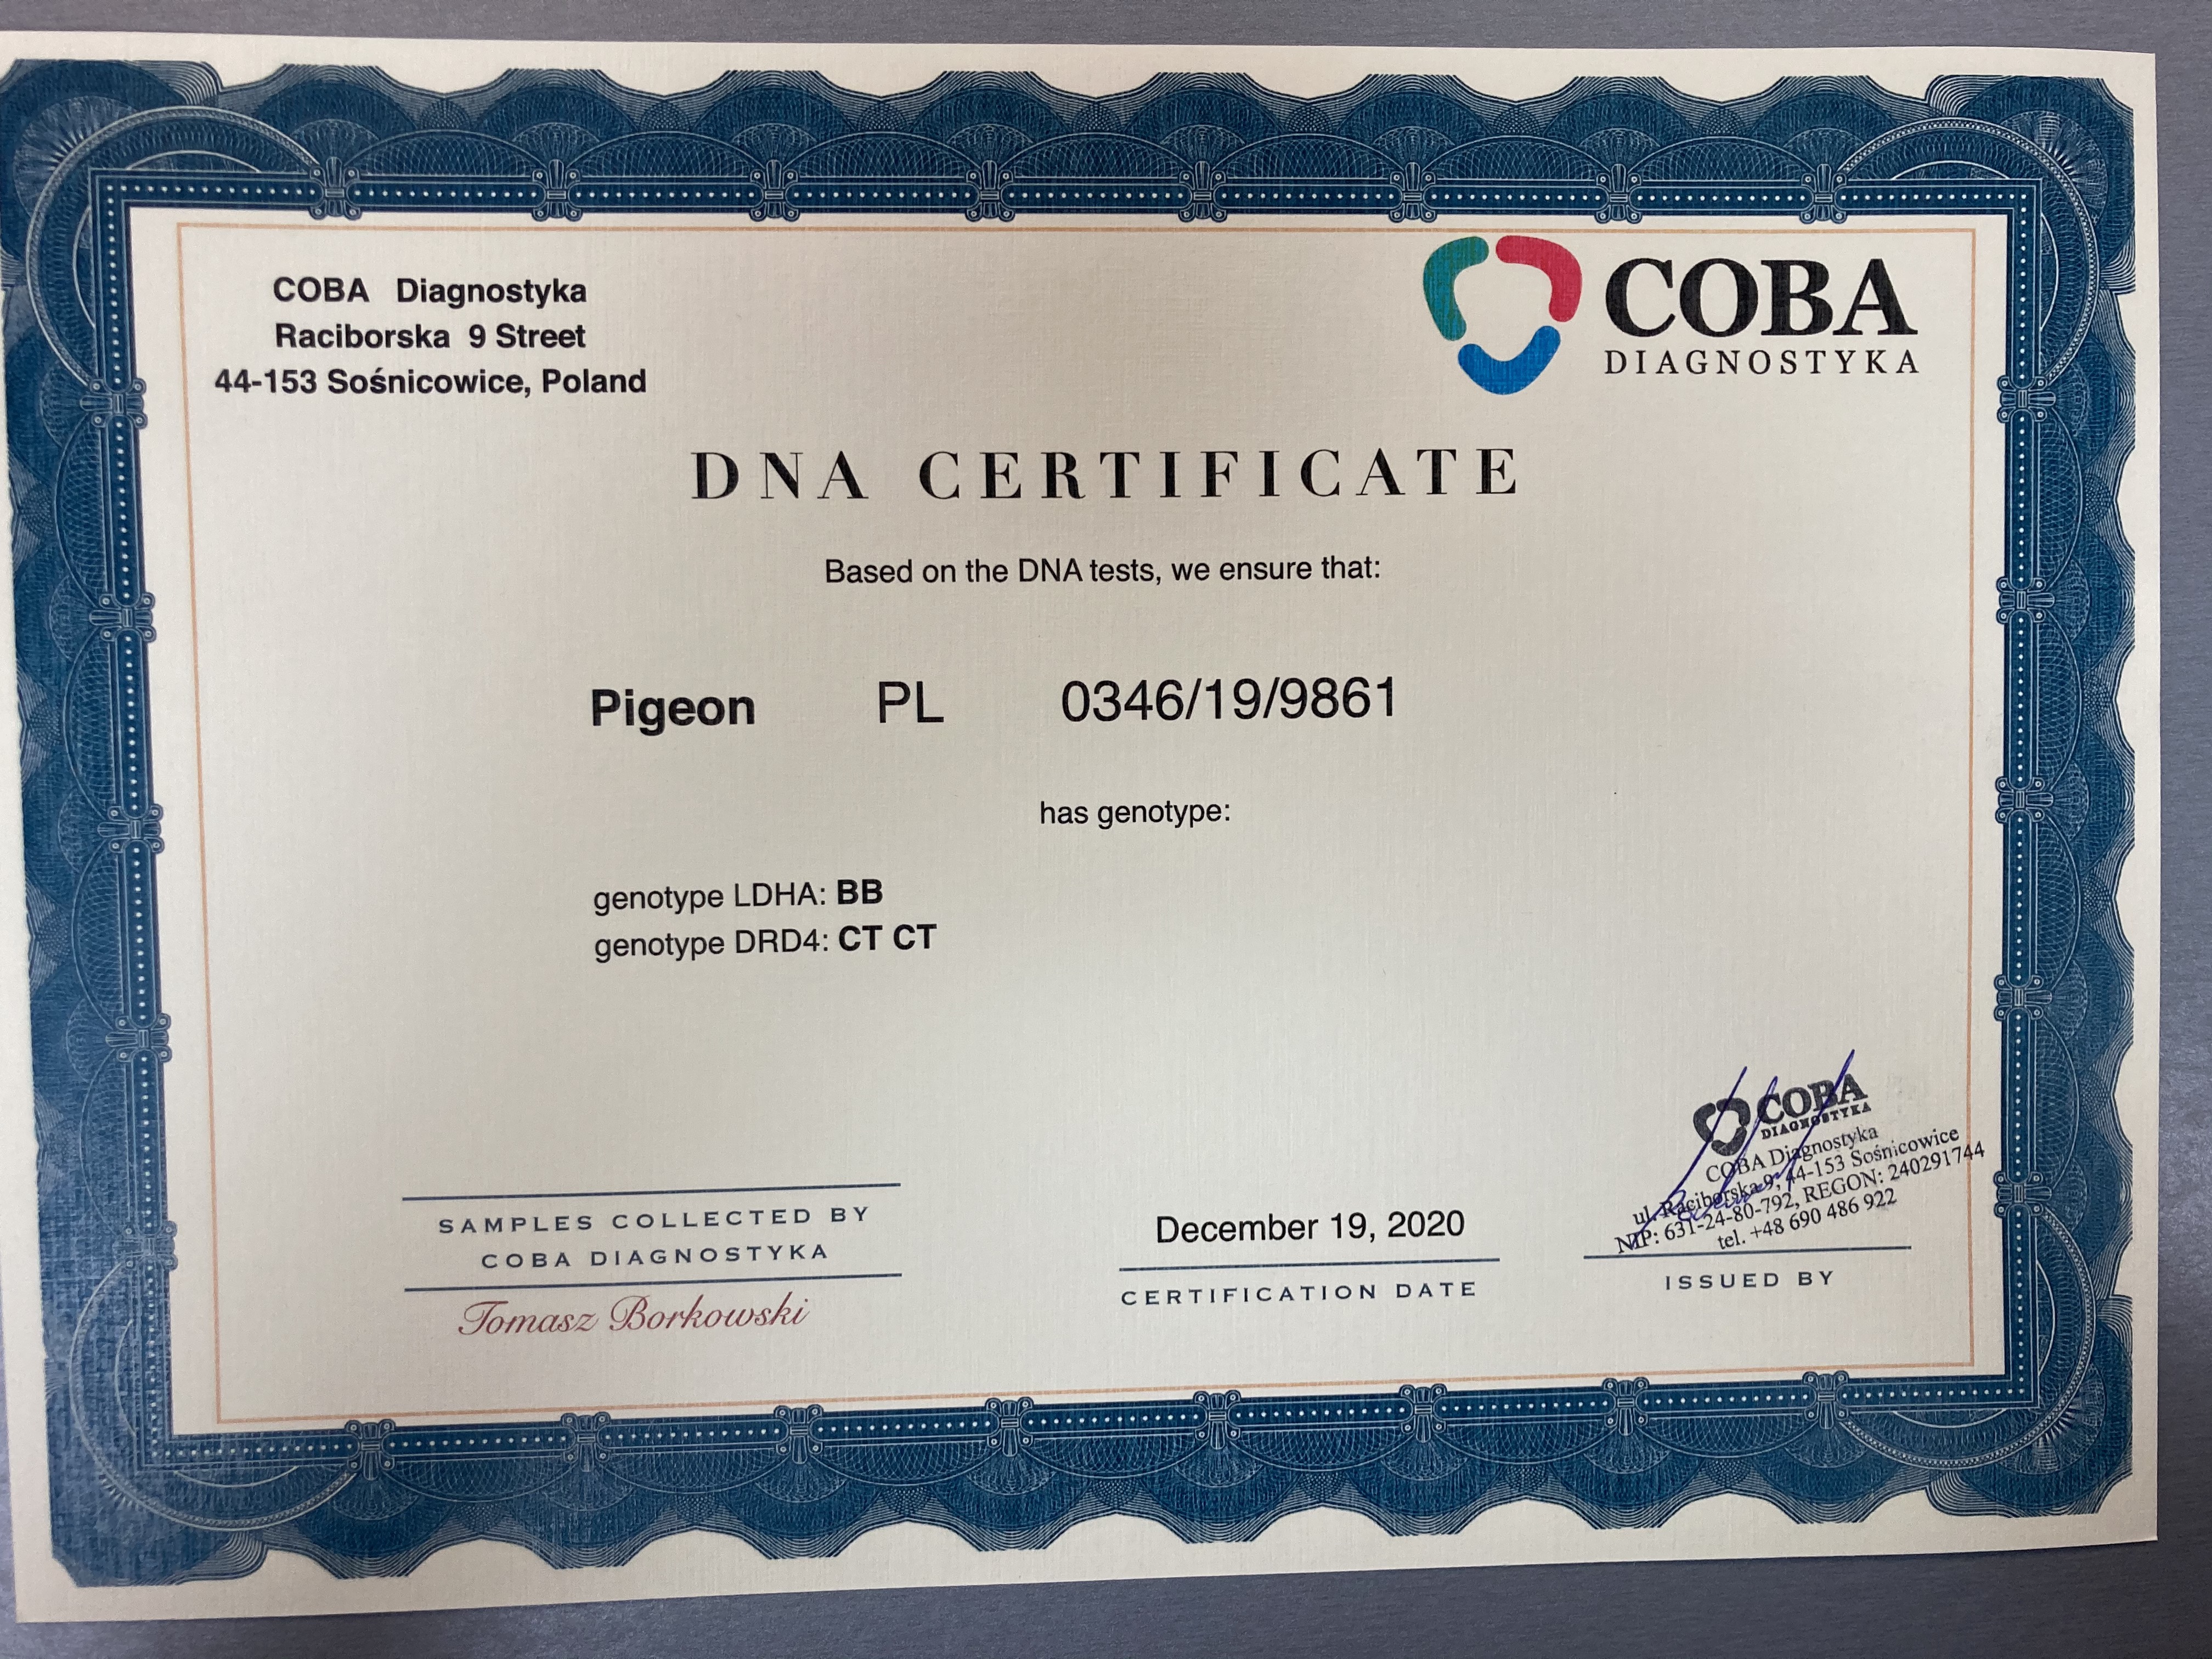 COBA Diagnostyka
Raciborska 9 Street
44-153 Sośnicowice, Poland
COBA
DIAGNOSTYKA
DNA CERTIFICATE
Based on the DNA tests, we ensure that:
Pigeon PL 0346/19/9861
has genotype:
genotype LDHA: BB
genotype DRD4: CT CT
SAMPLES COLLECTED BY
COBA DIAGNOSTYKA
Tomasz Borkowski
December 19, 2020
CERTIFICATION DATE
COBA
DIAGNOSTYKA
COBA Diagnostyka
ul. Raciborska 9, 44-153 Sośnicowice
NIP: 631-24-80-792, REGON: 240291744
tel. +48 690 486 922
ISSUED BY